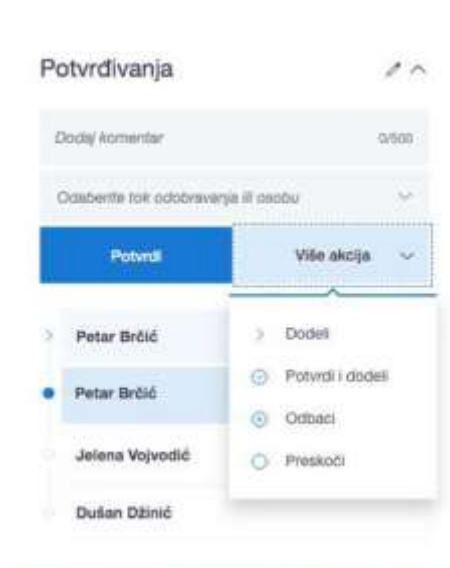 Potvrđivanja
Dodaj komentar 0/500
Odaberite tok odobravanja ili osobu
Potvrdi Više akcija
Petar Brčić
Dodeli
Potvrdi i dodeli
Petar Brčić
Odbaci
Jelena Vojvodić
Preskoči
Dušan Džinić